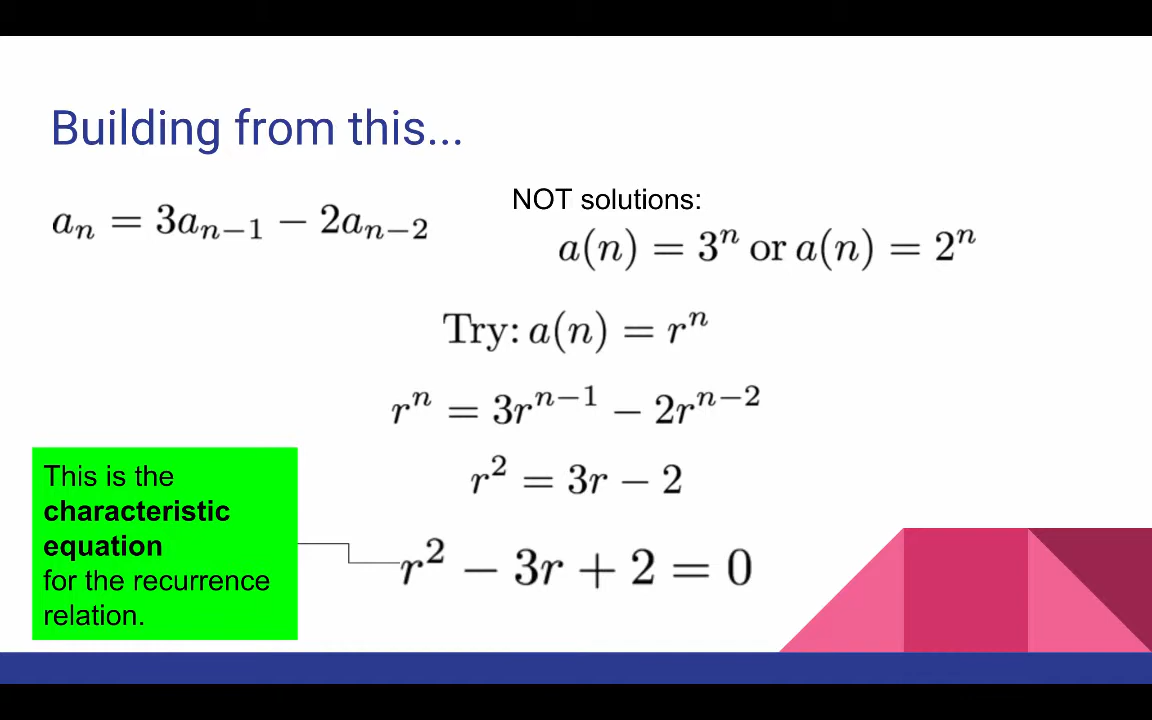 Building from this...
aₙ = 3aₙ₋₁ − 2aₙ₋₂
NOT solutions:
a(n) = 3ⁿ or a(n) = 2ⁿ
Try: a(n) = rⁿ
rⁿ = 3rⁿ⁻¹ − 2rⁿ⁻²
r² = 3r − 2
This is the
characteristic
equation
for the recurrence
relation.
r² − 3r + 2 = 0